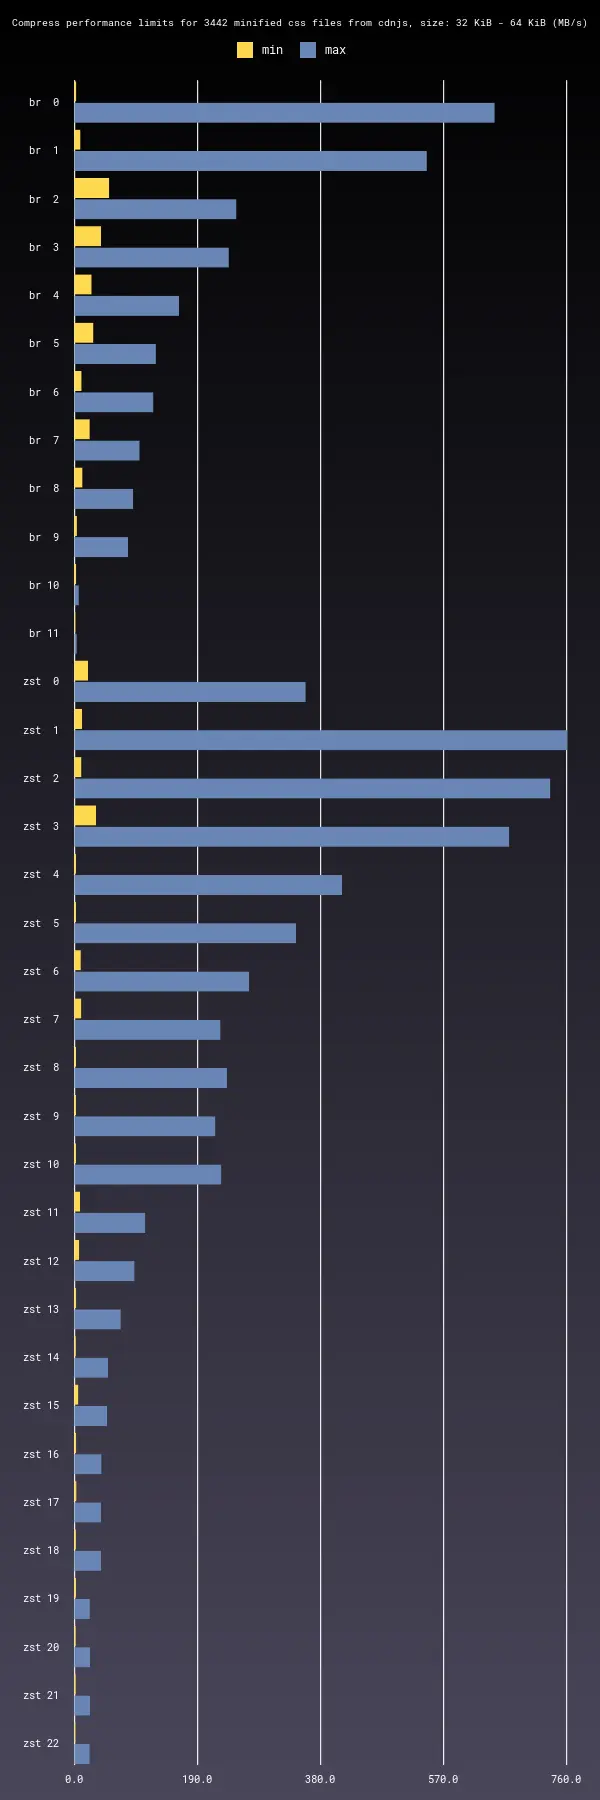 Compress performance limits for 3442 minified css files from cdnjs, size: 32 KiB - 64 KiB (MB/s)
min max
br 0
br 1
br 2
br 3
br 4
br 5
br 6
br 7
br 8
br 9
br 10
br 11
zst 0
zst 1
zst 2
zst 3
zst 4
zst 5
zst 6
zst 7
zst 8
zst 9
zst 10
zst 11
zst 12
zst 13
zst 14
zst 15
zst 16
zst 17
zst 18
zst 19
zst 20
zst 21
zst 22
0.0 190.0 380.0 570.0 760.0